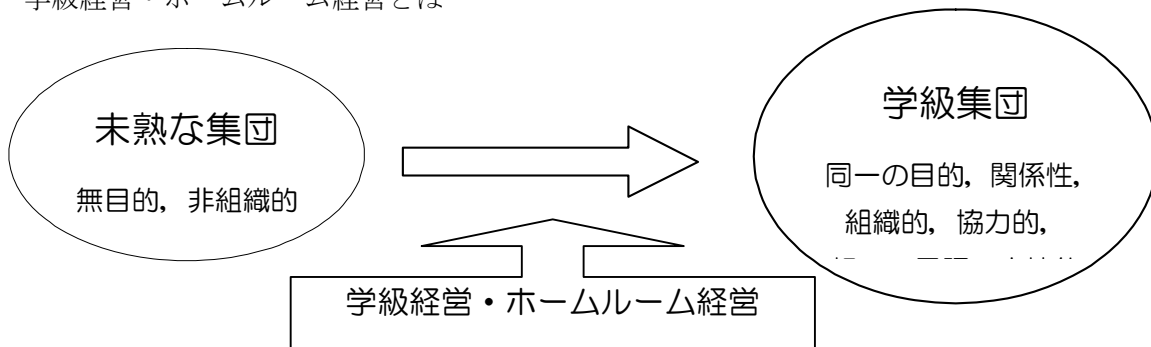 学級経営・ホームルーム経営とは
未熟な集団
無目的，非組織的
学級集団
同一の目的，関係性，
組織的，協力的，
学級経営・ホームルーム経営